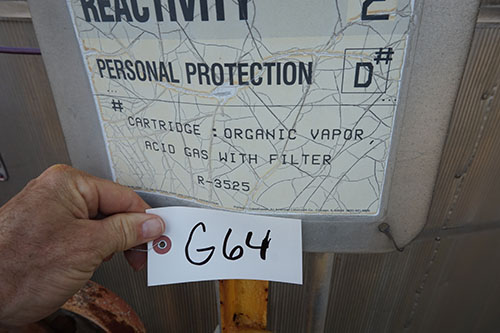 REACTIVITY 2
PERSONAL PROTECTION D#
#
CARTRIDGE : ORGANIC VAPOR,
ACID GAS WITH FILTER
R-3525
G64